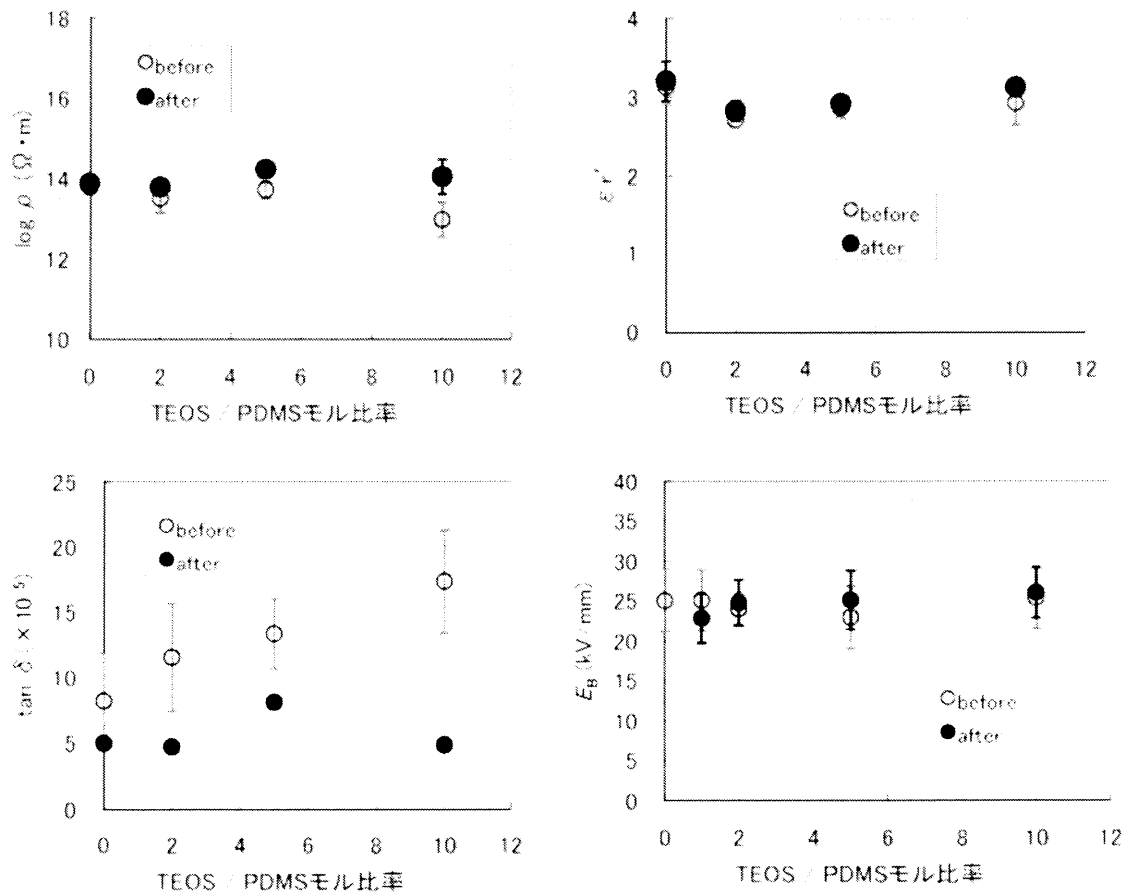 18
16
14
12
10
log ρ (Ω・m)
before
after
0 2 4 6 8 10 12
TEOS / PDMSモル比率
4
3
2
1
0
εr′
before
after
0 2 4 6 8 10 12
TEOS / PDMSモル比率
25
20
15
10
5
0
tan δ (× 10⁻⁵)
before
after
0 2 4 6 8 10 12
TEOS / PDMSモル比率
40
35
30
25
20
15
10
5
0
E_B (kV/mm)
before
after
0 2 4 6 8 10 12
TEOS / PDMSモル比率